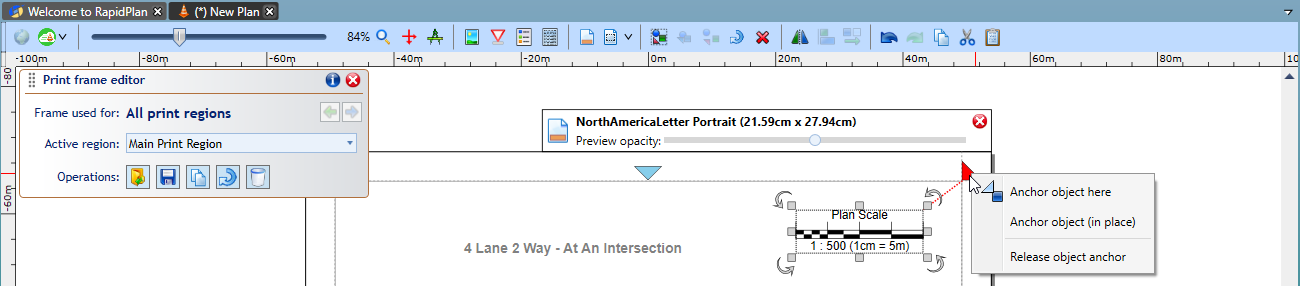 Welcome to RapidPlan (*) New Plan
84%
-100m -80m -60m -40m -20m 0m 20m 40m 60m 80m
-80
Print frame editor
NorthAmericaLetter Portrait (21.59cm x 27.94cm)
Frame used for: All print regions
Preview opacity:
Active region: Main Print Region
Operations:
-60m
Anchor object here
Plan Scale
Anchor object (in place)
4 Lane 2 Way - At An Intersection
1 : 500 (1cm = 5m)
Release object anchor